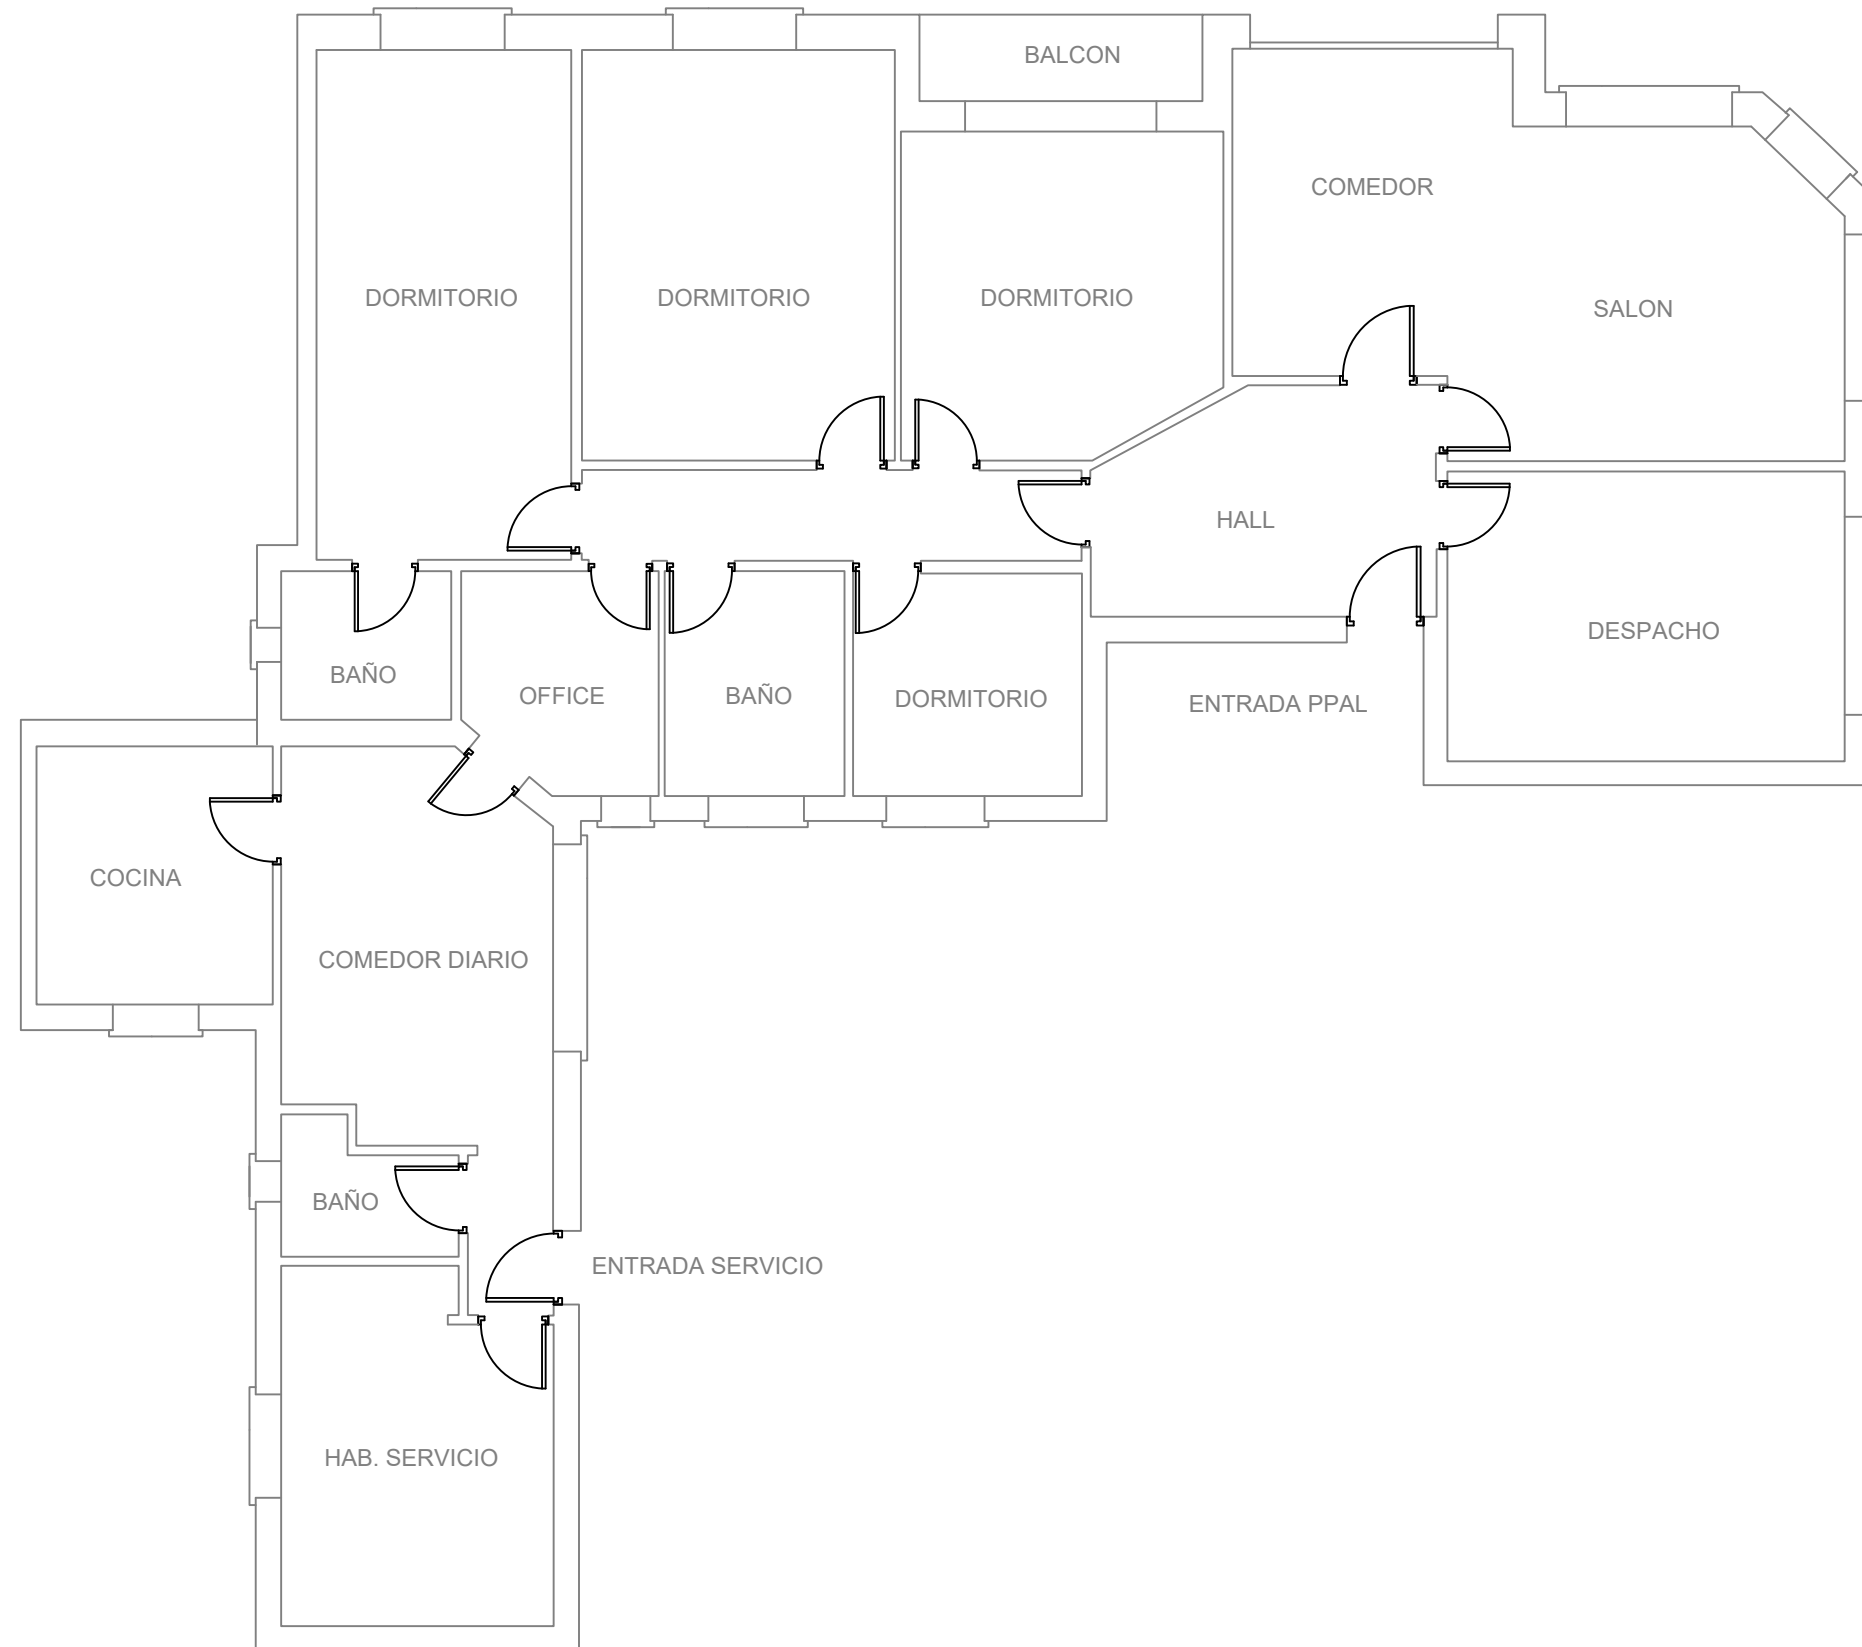 BALCON
COMEDOR
DORMITORIO
DORMITORIO
DORMITORIO
SALON
HALL
DESPACHO
BAÑO
OFFICE
BAÑO
DORMITORIO
ENTRADA PPAL
COCINA
COMEDOR DIARIO
BAÑO
ENTRADA SERVICIO
HAB. SERVICIO